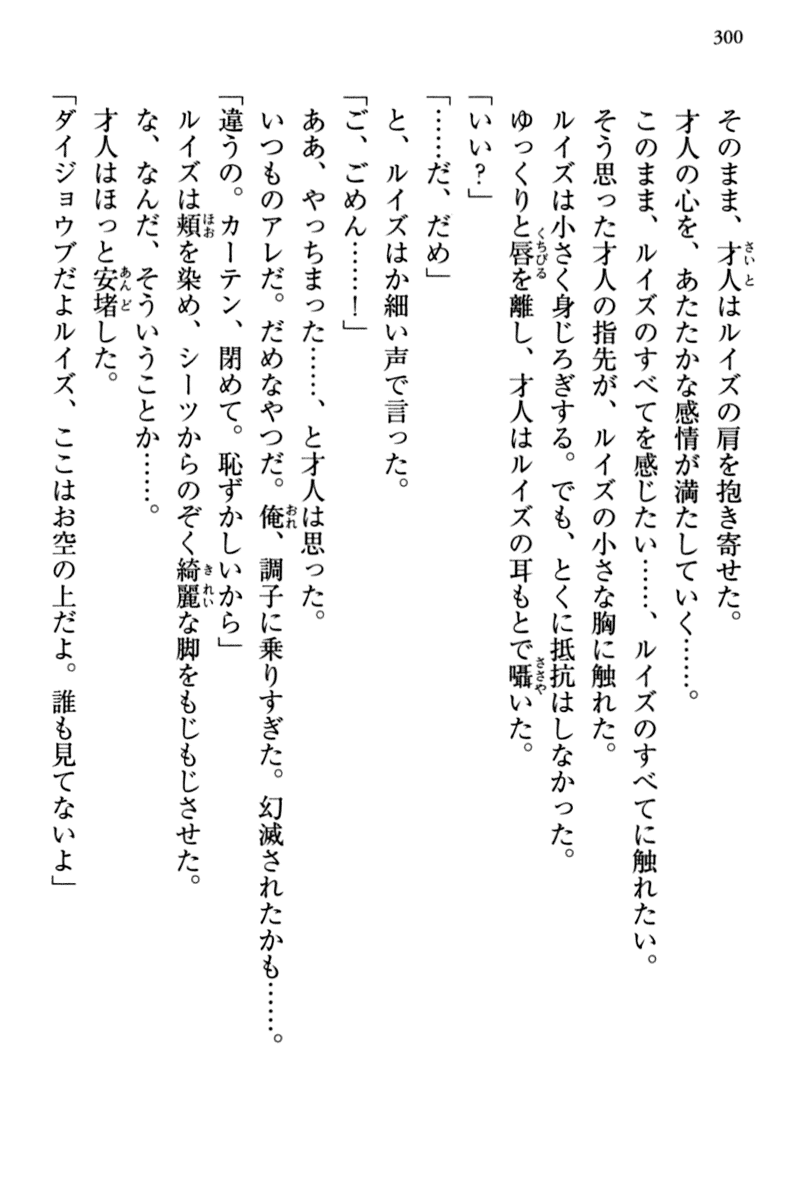 300
そのまま、才人はルイズの肩を抱き寄せた。
才人の心を、あたたかな感情が満たしていく……。
このまま、ルイズのすべてを感じたい……、ルイズのすべてに触れたい。
そう思った才人の指先が、ルイズの小さな胸に触れた。
ルイズは小さく身じろぎする。でも、とくに抵抗はしなかった。
ゆっくりと唇を離し、才人はルイズの耳もとで囁いた。
「いい？」
「……だ、だめ」
と、ルイズはか細い声で言った。
「ご、ごめん……！」
ああ、やっちまった……、と才人は思った。
いつものアレだ。だめなやつだ。俺、調子に乗りすぎた。幻滅されたかも……。
「違うの。カーテン、閉めて。恥ずかしいから」
ルイズは頬を染め、シーツからのぞく綺麗な脚をもじもじさせた。
な、なんだ、そういうことか……。
才人はほっと安堵した。
「ダイジョウブだよルイズ、ここはお空の上だよ。誰も見てないよ」